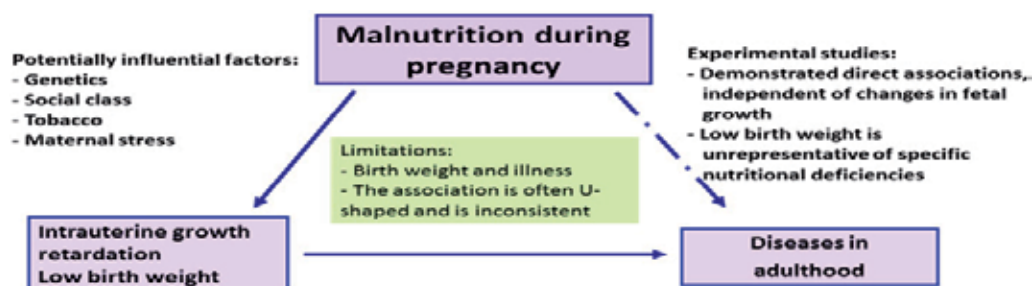 Malnutrition during
pregnancy
Potentially influential factors:
- Genetics
- Social class
- Tobacco
- Maternal stress
Experimental studies:
- Demonstrated direct associations,
independent of changes in fetal
growth
- Low birth weight is
unrepresentative of specific
nutritional deficiencies
Limitations:
- Birth weight and illness
- The association is often U-
shaped and is inconsistent
Intrauterine growth
retardation
Low birth weight
Diseases in
adulthood